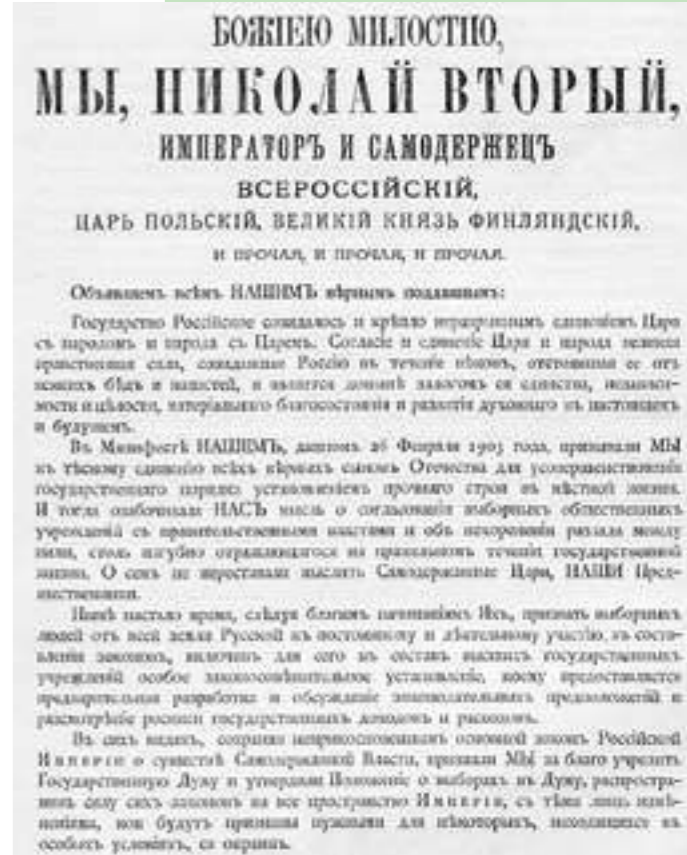 БОЖІЕЮ МИЛОСТІЮ,
МЫ, НИКОЛАЙ ВТОРЫЙ,
ИМПЕРАТОРЪ И САМОДЕРЖЕЦЪ
ВСЕРОССІЙСКІЙ,
ЦАРЬ ПОЛЬСКІЙ, ВЕЛИКІЙ КНЯЗЬ ФИНЛЯНДСКІЙ,
И ПРОЧАЯ, И ПРОЧАЯ, И ПРОЧАЯ.
Объявляемъ всѣмъ НАШИМЪ вѣрнымъ подданнымъ:
Государство Россійское созидалось и крѣпло неразрывнымъ единеніемъ Царя
съ народомъ и народа съ Царемъ. Согласіе и единеніе Царя и народа великая
нравственная сила, созидавшая Россію въ теченіе вѣковъ, отстоявшая ее отъ
всякихъ бѣдъ и напастей, и является донынѣ залогомъ ея единства, независи-
мости и цѣлости, матеріальнаго благосостоянія и развитія духовнаго въ настоящемъ
и будущемъ.
Въ Манифестѣ НАШЕМЪ, данномъ 26 Февраля 1903 года, призывали МЫ
къ тѣсному единенію всѣхъ вѣрныхъ сыновъ Отечества для усовершенствованія
государственнаго порядка установленіемъ прочнаго строя въ мѣстной жизни.
И тогда озабочивала НАСЪ мысль о согласованіи выборныхъ общественныхъ
учрежденій съ правительственными властями и объ искорененіи разлада между
ними, столь пагубно отражающагося на правильномъ теченіи государственной
жизни. О семъ не переставали мыслить Самодержавные Цари, НАШИ Пред-
шественники.
Нынѣ настало время, слѣдуя благимъ начинаніямъ Ихъ, призвать выборныхъ
людей отъ всей земли Русской къ постоянному и дѣятельному участію въ соста-
вленіи законовъ, включивъ для сего въ составъ высшихъ государственныхъ
учрежденій особое законосовѣщательное установленіе, коему предоставляется
предварительная разработка и обсужденіе законодательныхъ предположеній и
разсмотрѣніе росписи государственныхъ доходовъ и расходовъ.
Въ сихъ видахъ, сохраняя неприкосновеннымъ основной законъ Россійской
Имперіи о существѣ Самодержавной Власти, признали МЫ за благо учредить
Государственную Думу и утвердили Положеніе о выборахъ въ Думу, распростра-
нивъ силу сихъ законовъ на все пространство Имперіи, съ тѣми лишь измѣ-
неніями, кои будутъ признаны нужными для нѣкоторыхъ, находящихся въ
особыхъ условіяхъ, ея окраинъ.